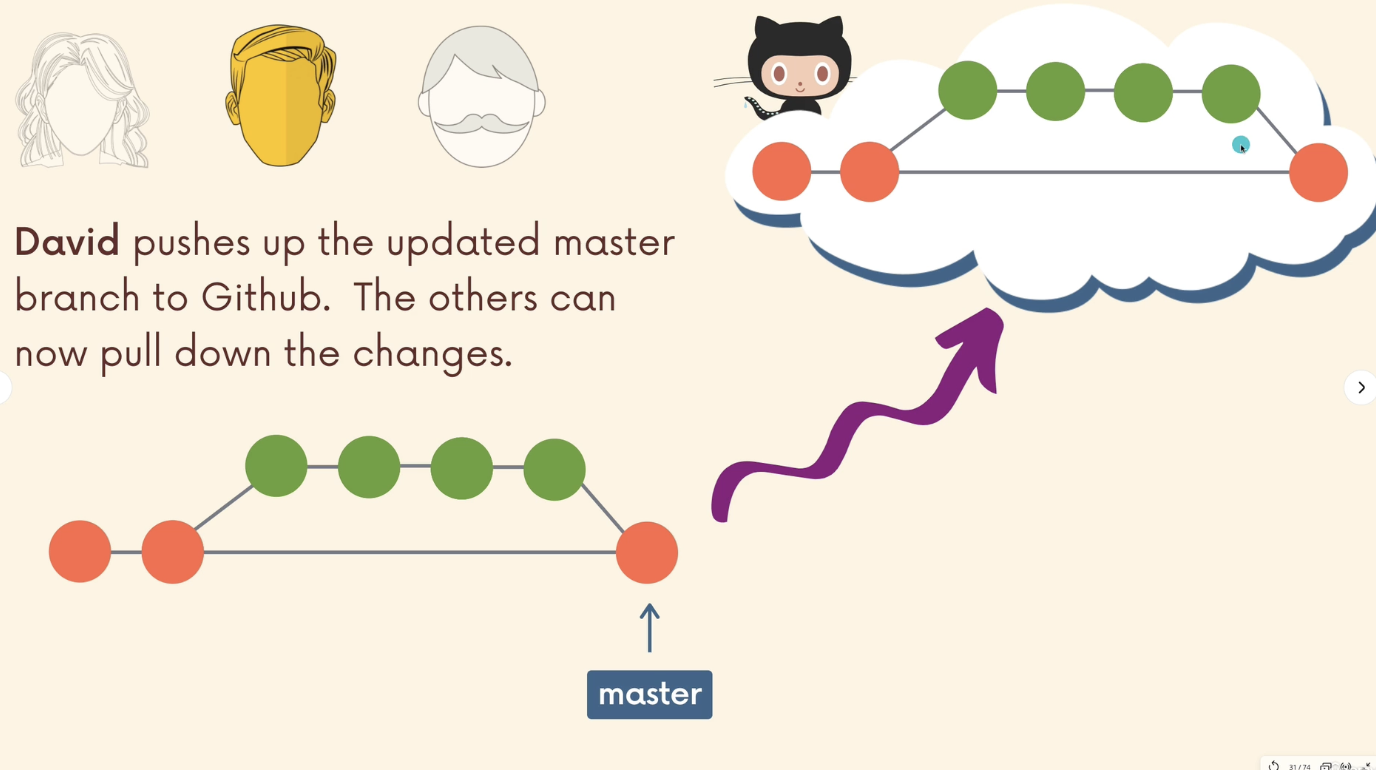 David pushes up the updated master
branch to Github. The others can
now pull down the changes.
master
31/74